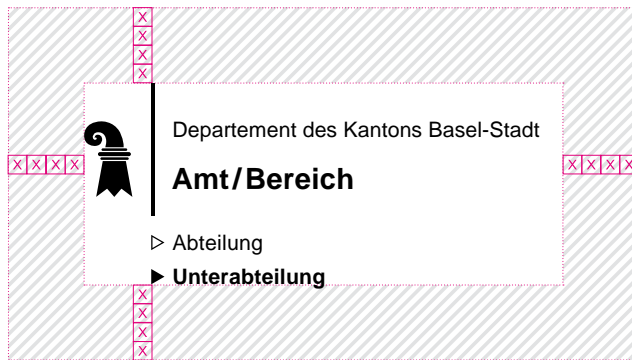 X
X
X
X
Departement des Kantons Basel-Stadt
X X X X
X X X X
Amt/Bereich
▷ Abteilung
▶ Unterabteilung
X
X
X
X